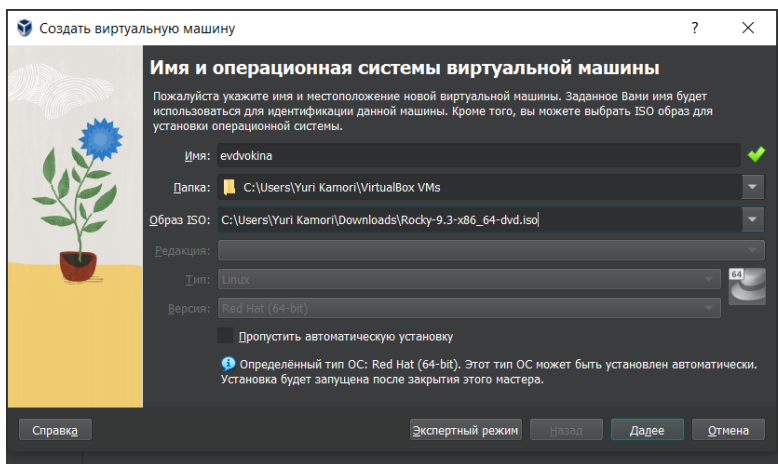 Создать виртуальную машину
?
Имя и операционная системы виртуальной машины
Пожалуйста укажите имя и местоположение новой виртуальной машины. Заданное Вами имя будет
использоваться для идентификации данной машины. Кроме того, вы можете выбрать ISO образ для
установки операционной системы.
Имя: evdvokina
Папка: C:\Users\Yuri Kamori\VirtualBox VMs
Образ ISO: C:\Users\Yuri Kamori\Downloads\Rocky-9.3-x86_64-dvd.iso
Редакция:
Тип: Linux
64
Версия: Red Hat (64-bit)
Пропустить автоматическую установку
Определённый тип ОС: Red Hat (64-bit). Этот тип ОС может быть установлен автоматически.
Установка будет запущена после закрытия этого мастера.
Справка Экспертный режим Назад Далее Отмена